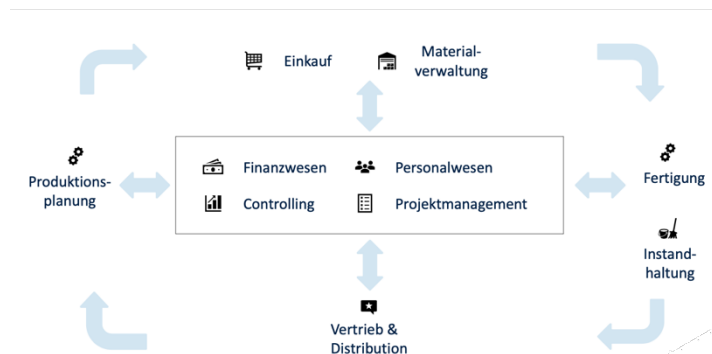 Einkauf
Material-
verwaltung
Produktions-
planung
Finanzwesen
Personalwesen
Controlling
Projektmanagement
Fertigung
Instand-
haltung
Vertrieb &
Distribution